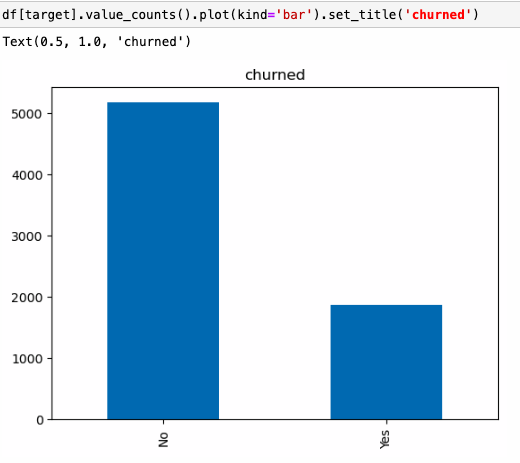 df[target].value_counts().plot(kind='bar').set_title('churned')
Text(0.5, 1.0, 'churned')
churned
5000
4000
3000
2000
1000
0
No
Yes